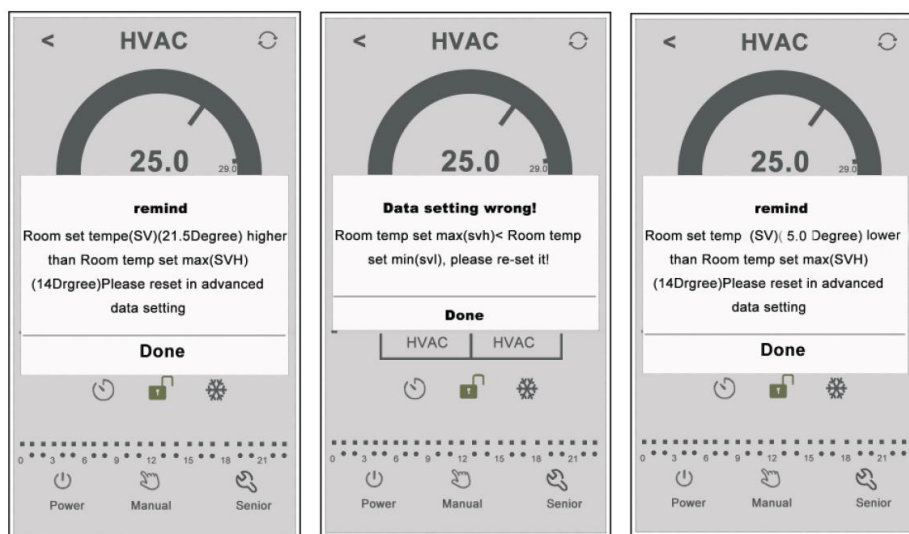 < HVAC
25.0
29.0
remind
Room set tempe(SV)(21.5Degree) higher
than Room temp set max(SVH)
(14Drgree)Please reset in advanced
data setting
Done
0 3 6 9 12 15 18 21
Power Manual Senior
< HVAC
25.0
29.0
Data setting wrong!
Room temp set max(svh)< Room temp
set min(svl), please re-set it!
Done
HVAC HVAC
0 3 6 9 12 15 18 21
Power Manual Senior
< HVAC
25.0
29.0
remind
Room set temp (SV)( 5.0 Degree) lower
than Room temp set max(SVH)
(14Drgree)Please reset in advanced
data setting
Done
0 3 6 9 12 15 18 21
Power Manual Senior